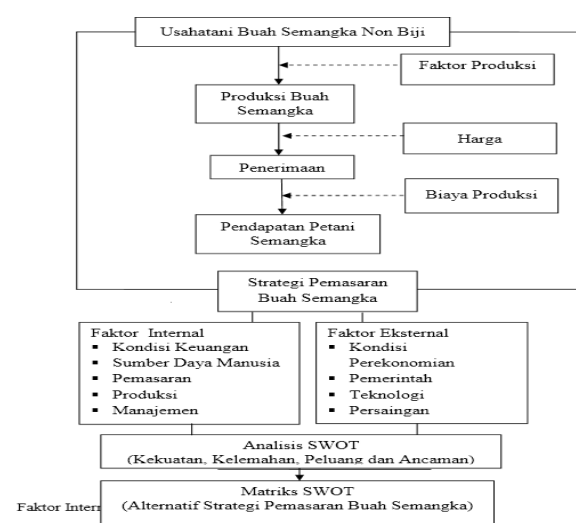 Usahatani Buah Semangka Non Biji
Faktor Produksi
Produksi Buah
Semangka
Harga
Penerimaan
Biaya Produksi
Pendapatan Petani
Semangka
Strategi Pemasaran
Buah Semangka
Faktor Internal
▪ Kondisi Keuangan
▪ Sumber Daya Manusia
▪ Pemasaran
▪ Produksi
▪ Manajemen
Faktor Eksternal
▪ Kondisi
Perekonomian
▪ Pemerintah
▪ Teknologi
▪ Persaingan
Analisis SWOT
(Kekuatan, Kelemahan, Peluang dan Ancaman)
Matriks SWOT
(Alternatif Strategi Pemasaran Buah Semangka)
Faktor